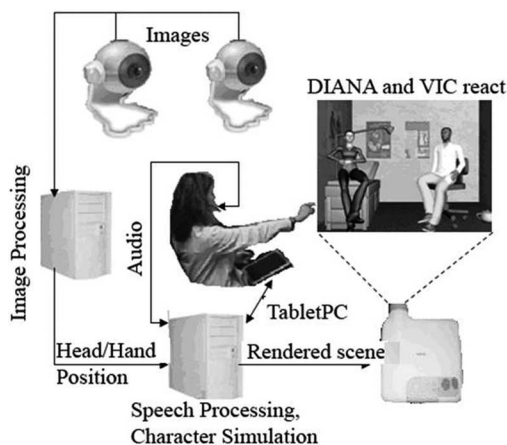 Images
DIANA and VIC react
Image Processing
Audio
TabletPC
Head/Hand
Position
Rendered scene
Speech Processing,
Character Simulation